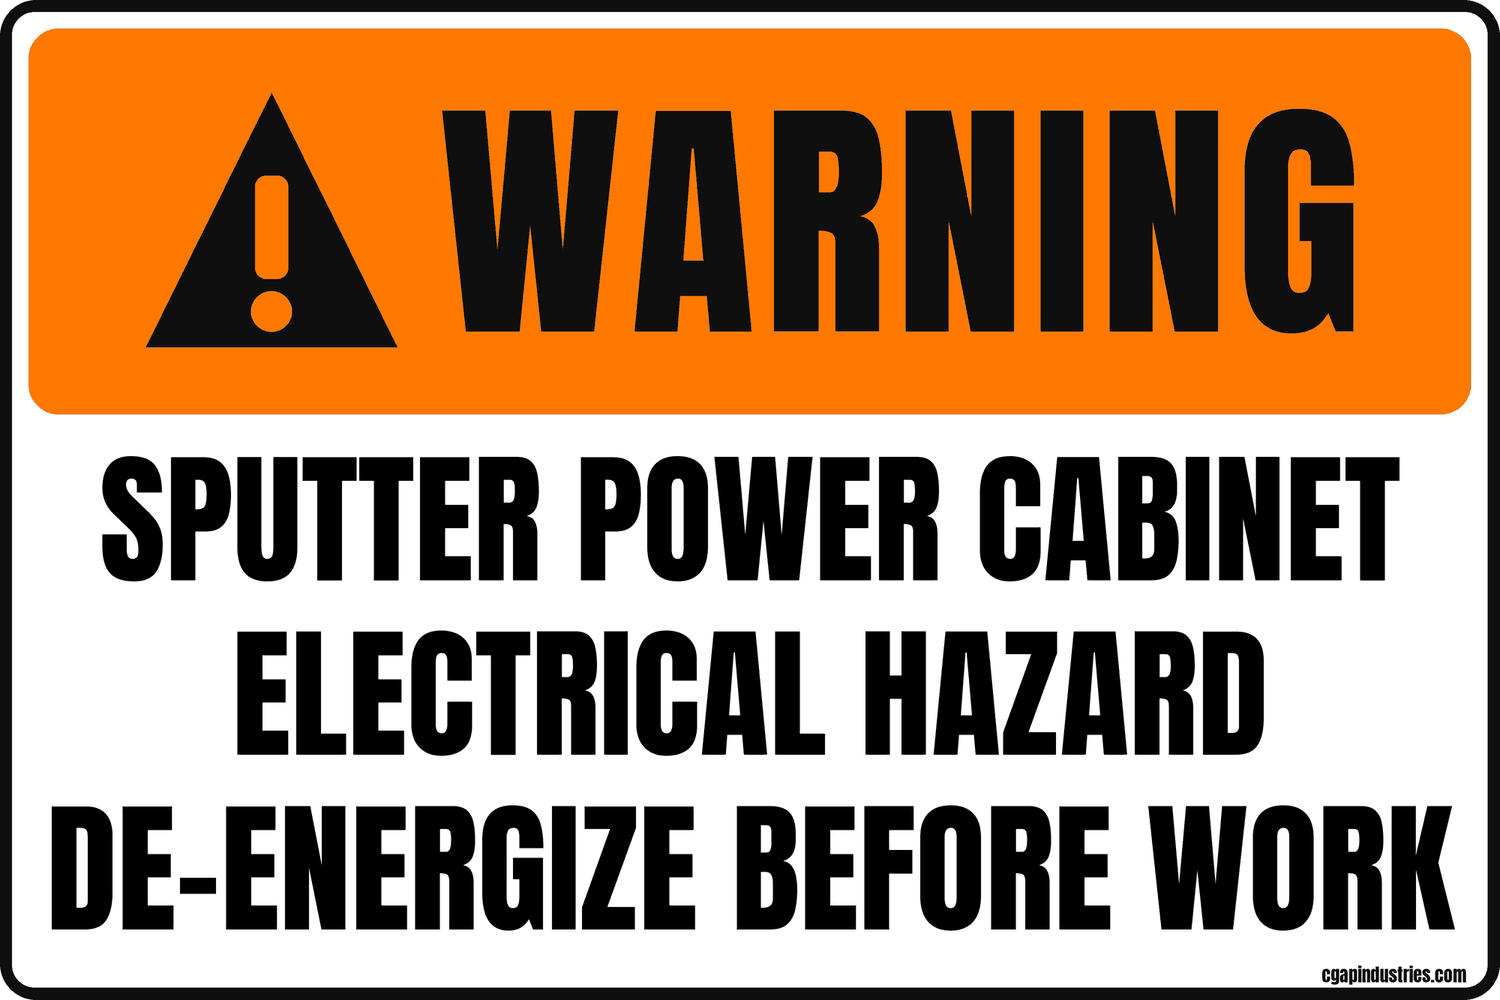 WARNING
SPUTTER POWER CABINET
ELECTRICAL HAZARD
DE-ENERGIZE BEFORE WORK
cgapindustries.com